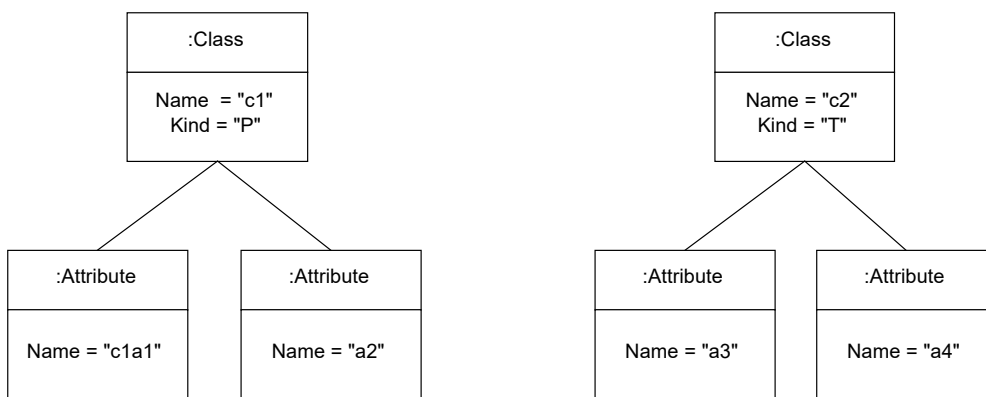 :Class
Name  = "c1"
Kind = "P"
:Class
Name = "c2"
Kind = "T"
:Attribute
Name = "c1a1"
:Attribute
Name = "a2"
:Attribute
Name = "a3"
:Attribute
Name = "a4"